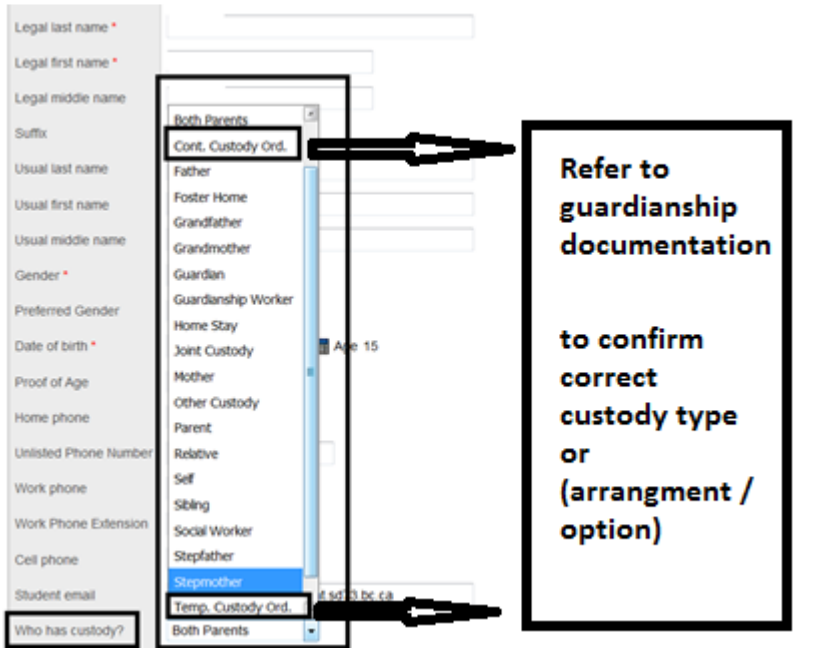 Legal last name *
Legal first name *
Legal middle name
Suffix
Usual last name
Usual first name
Usual middle name
Gender *
Preferred Gender
Date of birth *
Proof of Age
Home phone
Unlisted Phone Number
Work phone
Work Phone Extension
Cell phone
Student email
Who has custody?
Both Parents
Cont. Custody Ord.
Father
Foster Home
Grandfather
Grandmother
Guardian
Guardianship Worker
Home Stay
Joint Custody
Mother
Other Custody
Parent
Relative
Self
Sibling
Social Worker
Stepfather
Stepmother
Temp. Custody Ord.
Both Parents
Age 15
Refer to
guardianship
documentation
to confirm
correct
custody type
or
(arrangment /
option)